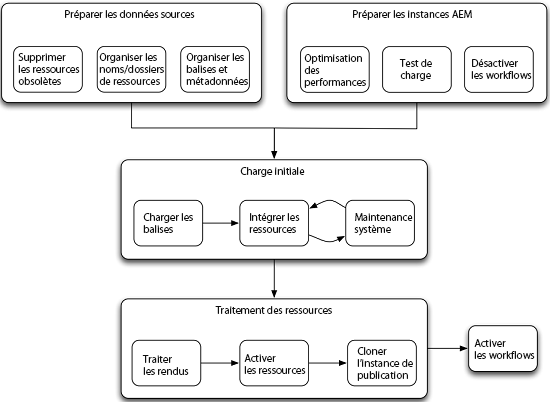 Préparer les données sources
Supprimer
les ressources
obsolètes
Organiser les
noms/dossiers
de ressources
Organiser les
balises et
métadonnées
Préparer les instances AEM
Optimisation
des
performances
Test de
charge
Désactiver
les workflows
Charge initiale
Charger les
balises
Intégrer les
ressources
Maintenance
système
Traitement des ressources
Traiter
les rendus
Activer
les ressources
Cloner
l'instance de
publication
Activer
les workflows